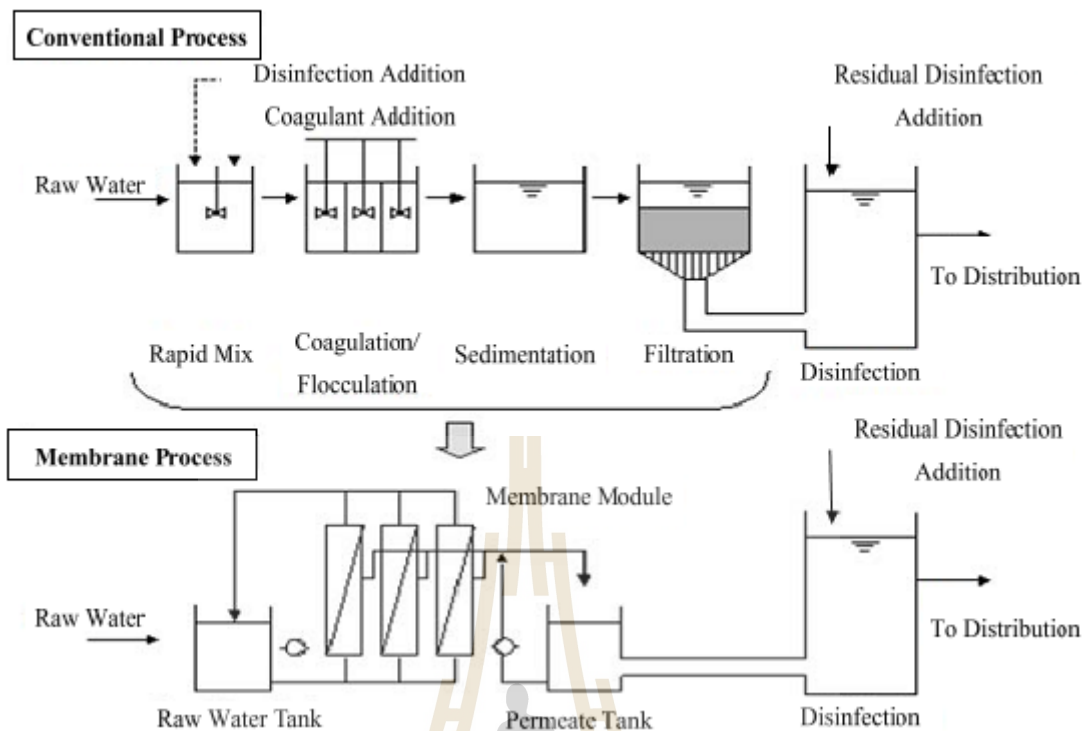 Conventional Process
Disinfection Addition
Coagulant Addition
Residual Disinfection
Addition
Raw Water
To Distribution
Rapid Mix
Coagulation/
Flocculation
Sedimentation
Filtration
Disinfection
Membrane Process
Residual Disinfection
Addition
Membrane Module
Raw Water
To Distribution
Raw Water Tank
Permeate Tank
Disinfection